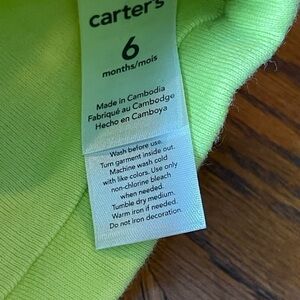 carter's
6
months/mois
Made in Cambodia
Fabriqué au Cambodge
Hecho en Camboya
Wash before use.
Turn garment inside out.
Machine wash cold
with like colors. Use only
non-chlorine bleach
when needed.
Tumble dry medium.
Warm iron if needed.
Do not iron decoration.